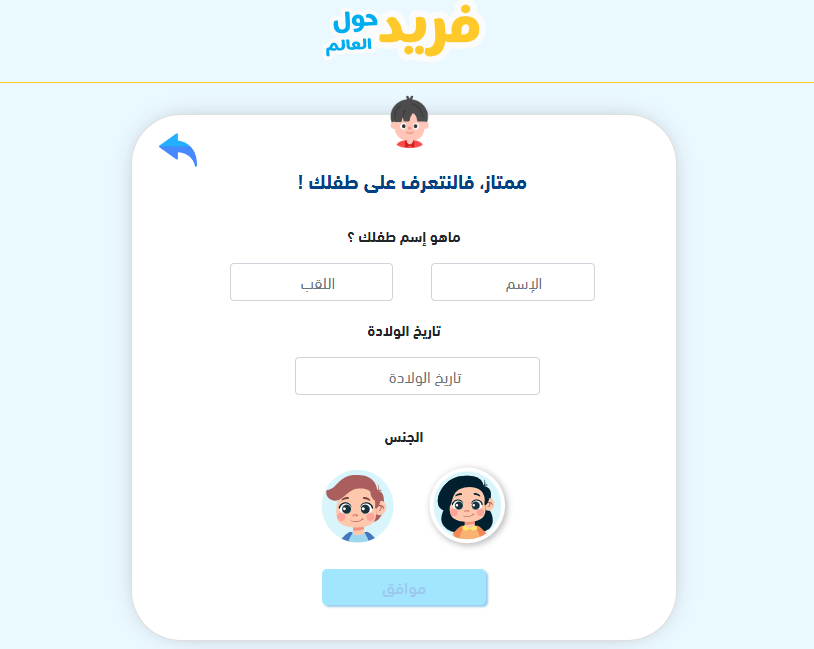 فريد حول
العالم
ممتاز، فالنتعرف على طفلك !
ماهو إسم طفلك ؟
الإسم اللقب
تاريخ الولادة
تاريخ الولادة
الجنس
موافق